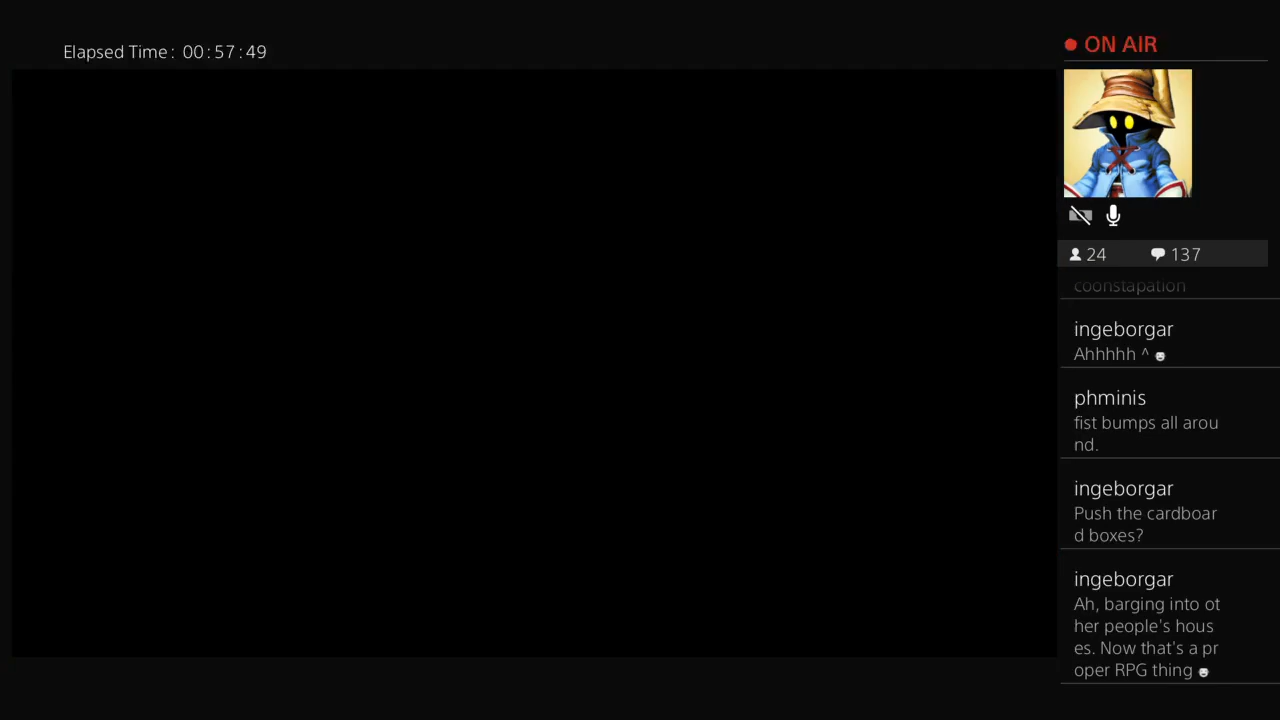 Elapsed Time: 00:57:49
ON AIR
24 137
coonstapation
ingeborgar
Ahhhhh ^
phminis
fist bumps all arou
nd.
ingeborgar
Push the cardboar
d boxes?
ingeborgar
Ah, barging into ot
her people's hous
es. Now that's a pr
oper RPG thing